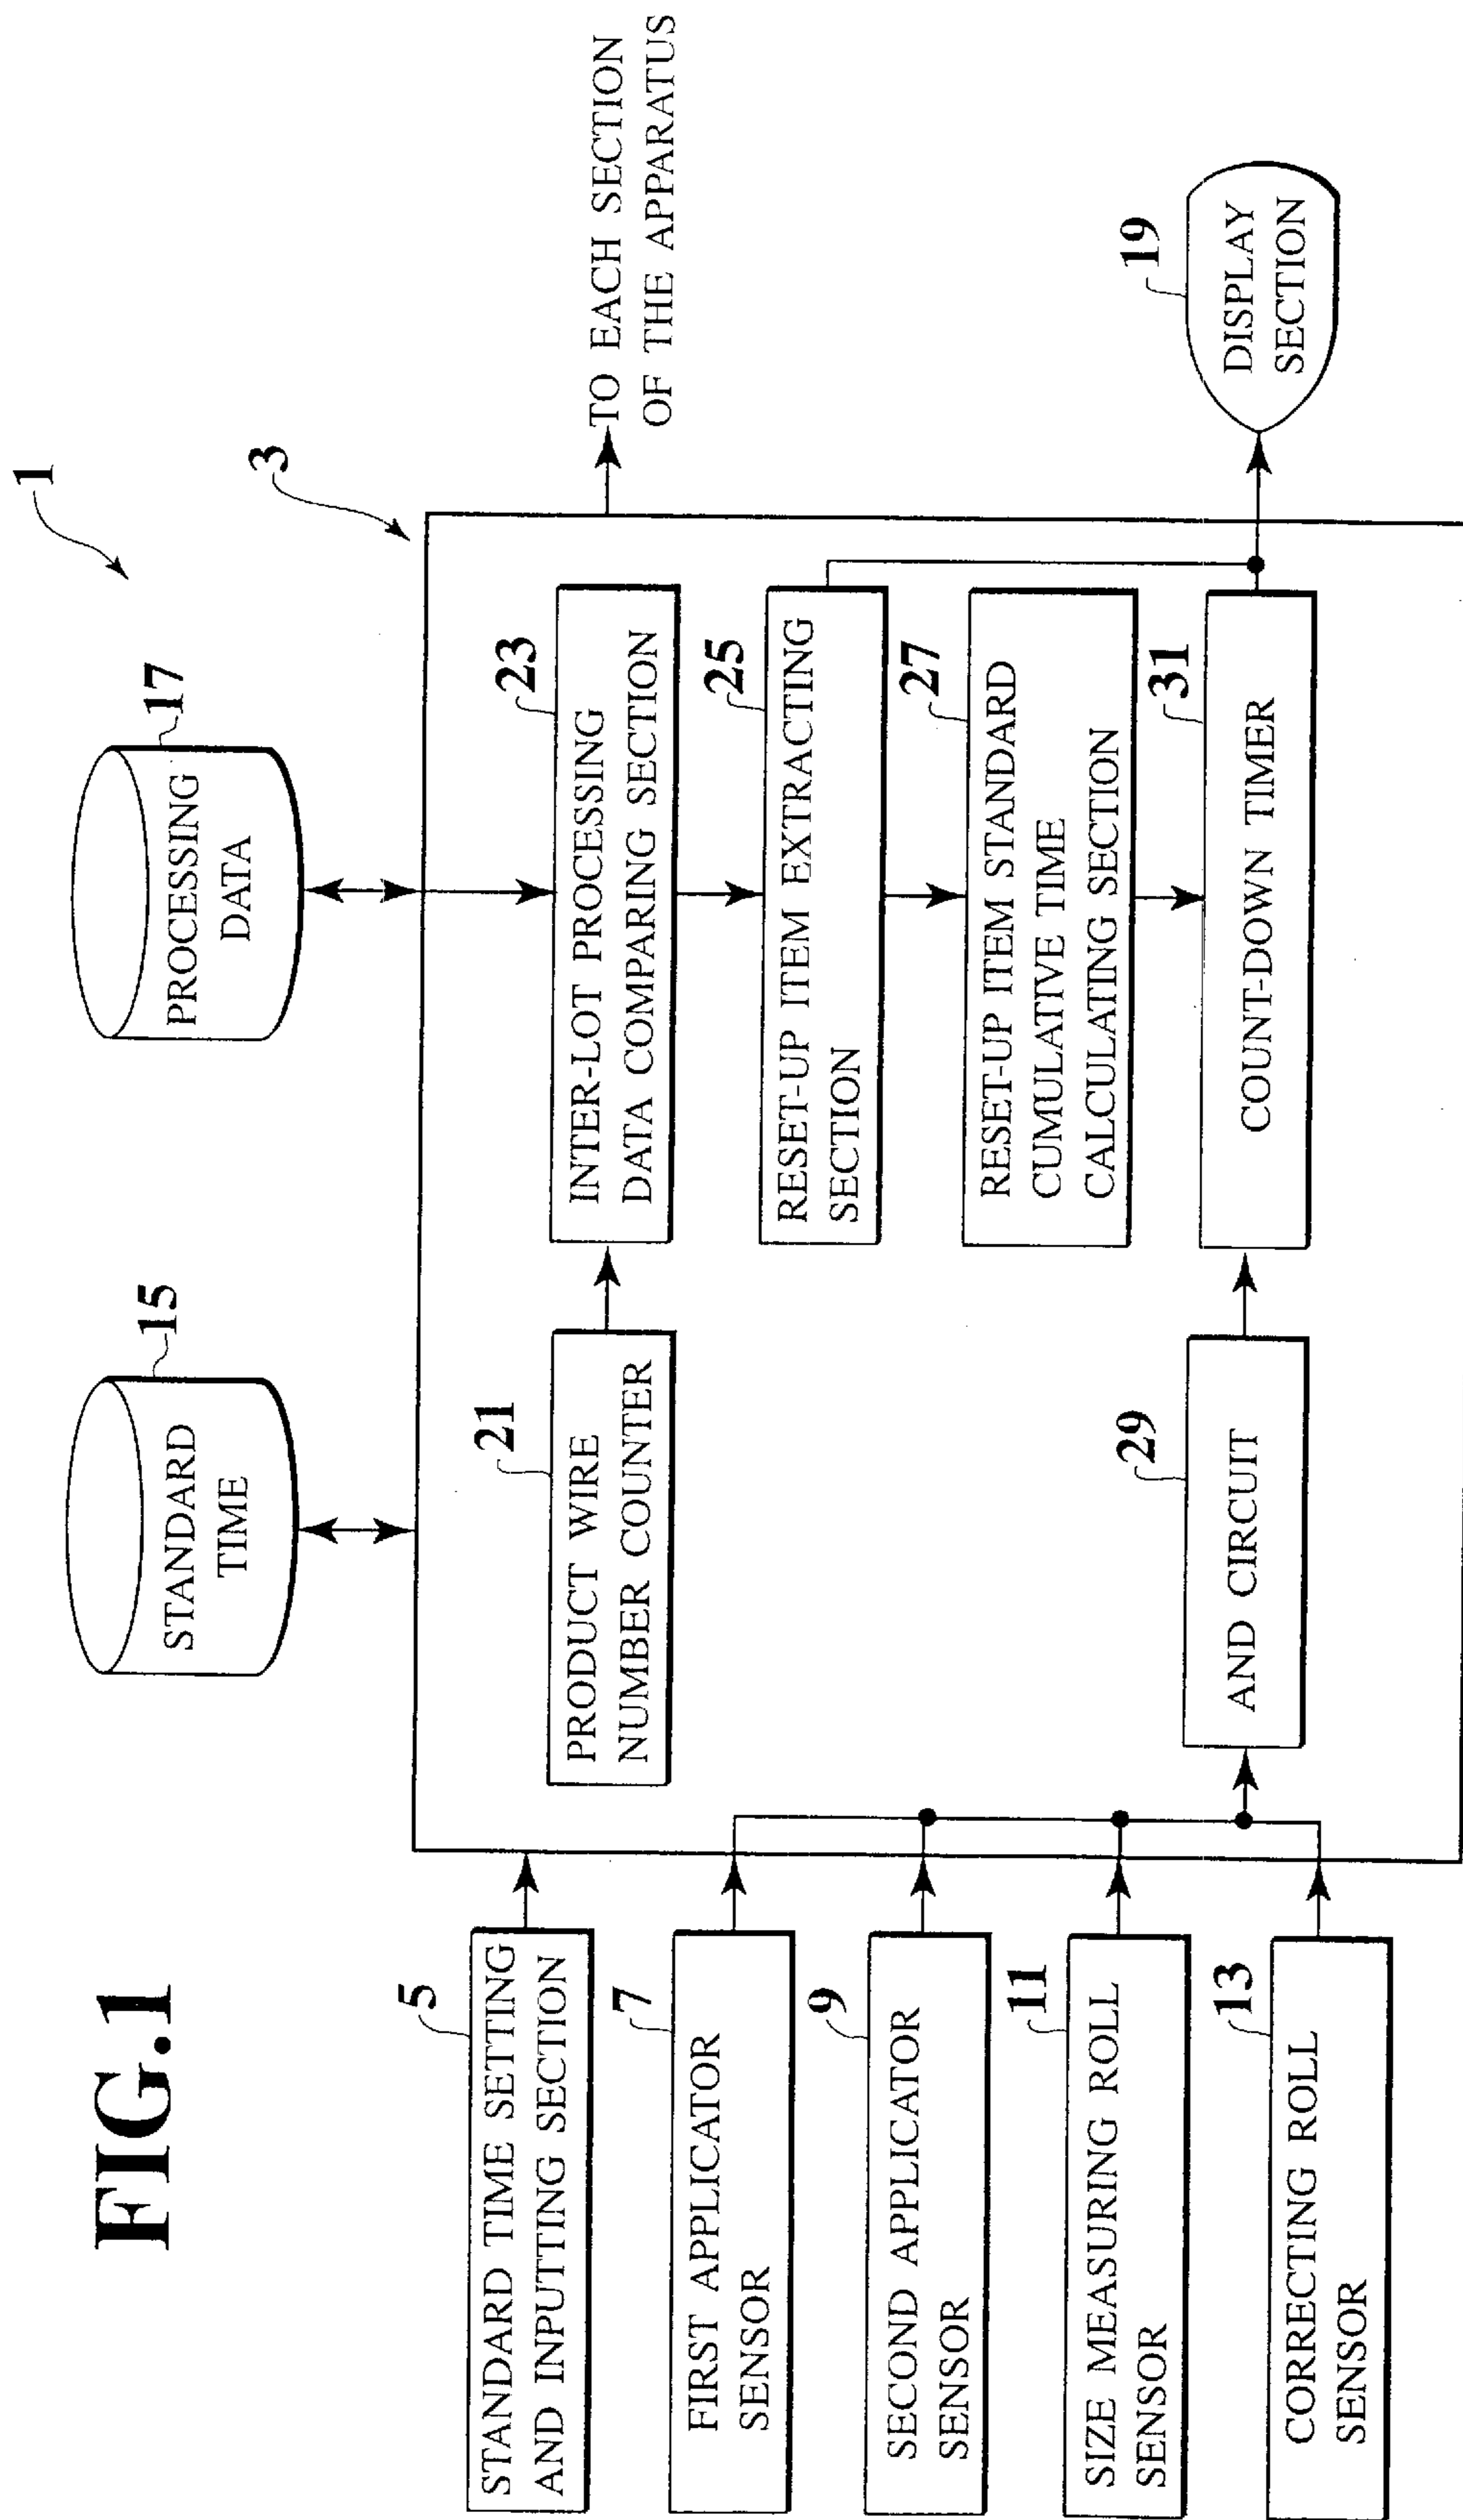 FIG.1
1
STANDARD
TIME
15
PROCESSING
DATA
17
3
5
STANDARD TIME SETTING
AND INPUTTING SECTION
7
FIRST APPLICATOR
SENSOR
9
SECOND APPLICATOR
SENSOR
11
SIZE MEASURING ROLL
SENSOR
13
CORRECTING ROLL
SENSOR
21
PRODUCT WIRE
NUMBER COUNTER
23
INTER-LOT PROCESSING
DATA COMPARING SECTION
25
RESET-UP ITEM EXTRACTING
SECTION
27
RESET-UP ITEM STANDARD
CUMULATIVE TIME
CALCULATING SECTION
29
AND CIRCUIT
31
COUNT-DOWN TIMER
TO EACH SECTION
OF THE APPARATUS
19
DISPLAY
SECTION